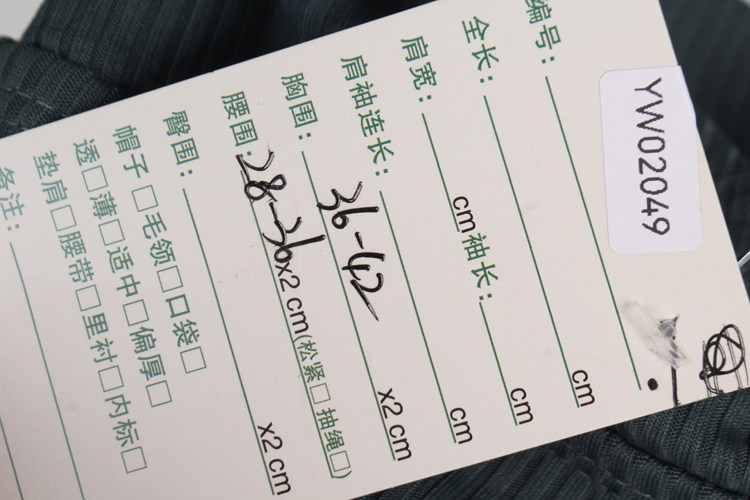 编号：
YW02049
全长： cm
肩宽： cm
肩袖连长： cm 袖长： cm
胸围： 36-42 x2 cm
腰围： 28-36 x2 cm(松紧□ 抽绳□)
臀围： x2 cm
帽子□毛领□口袋□
透□薄□适中□偏厚□
垫肩□腰带□里衬□内标□
备注：